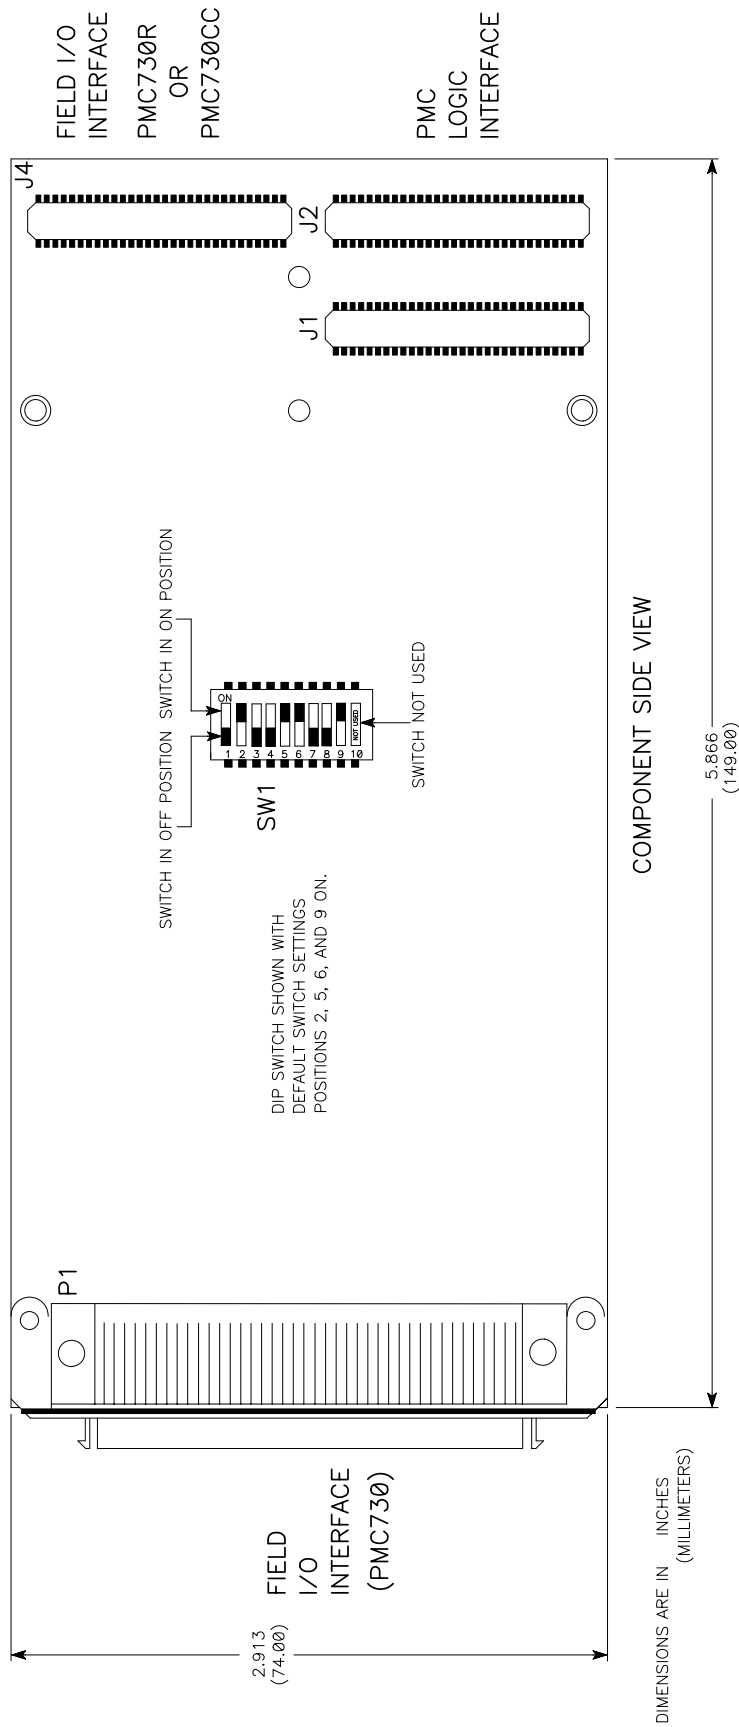 FIELD I/O
INTERFACE
PMC730R
OR
PMC730CC
PMC
LOGIC
INTERFACE
J4
J2
J1
SWITCH IN OFF POSITION
SWITCH IN ON POSITION
ON
1
2
3
4
5
6
7
8
9
10
NOT USED
SW1
SWITCH NOT USED
DIP SWITCH SHOWN WITH
DEFAULT SWITCH SETTINGS
POSITIONS 2, 5, 6, AND 9 ON.
COMPONENT SIDE VIEW
5.866
(149.00)
P1
FIELD
I/O
INTERFACE
(PMC730)
2.913
(74.00)
DIMENSIONS ARE IN INCHES
(MILLIMETERS)